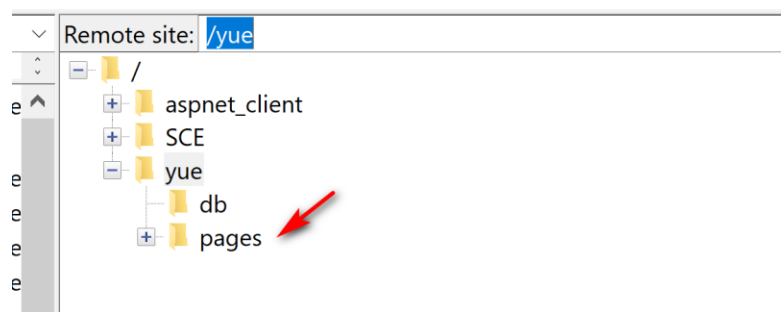 Remote site: /yue
/
aspnet_client
SCE
yue
db
pages